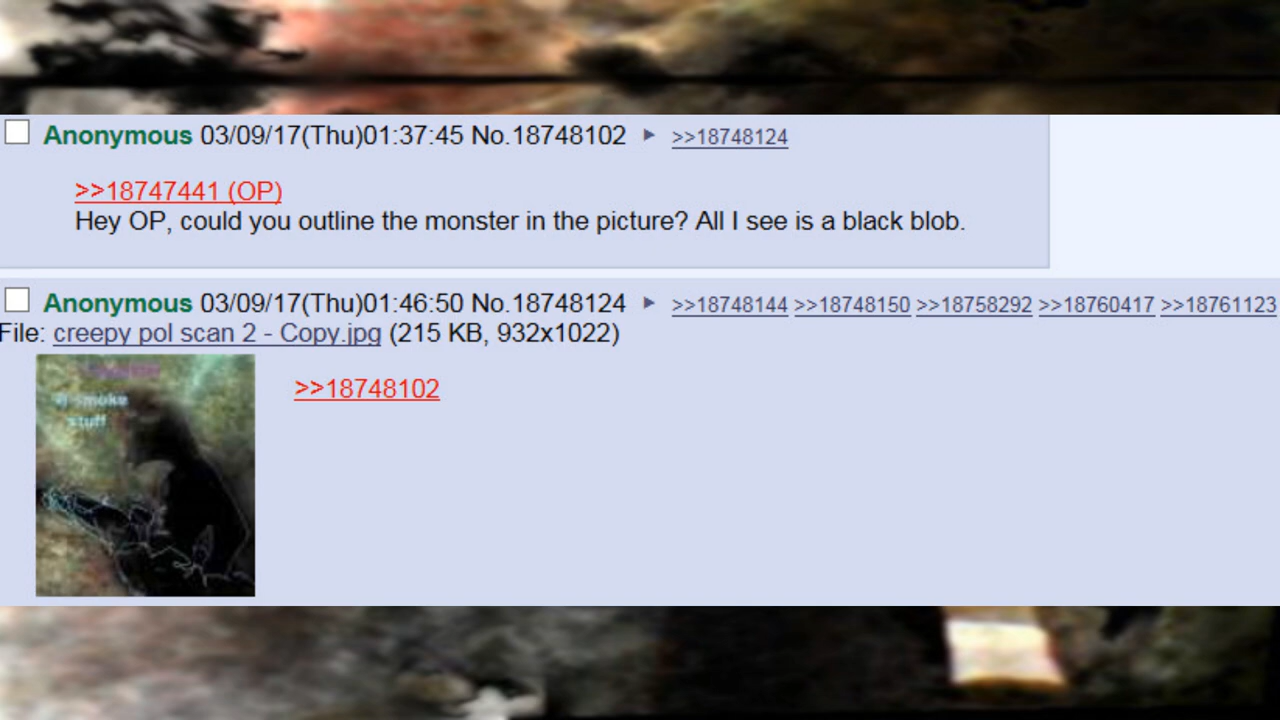 Anonymous 03/09/17(Thu)01:37:45 No.18748102 ▶ >>18748124
>>18747441 (OP)
Hey OP, could you outline the monster in the picture? All I see is a black blob.
Anonymous 03/09/17(Thu)01:46:50 No.18748124 ▶ >>18748144 >>18748150 >>18758292 >>18760417 >>18761123
File: creepy pol scan 2 - Copy.jpg (215 KB, 932x1022)
>>18748102
smoke
stuff